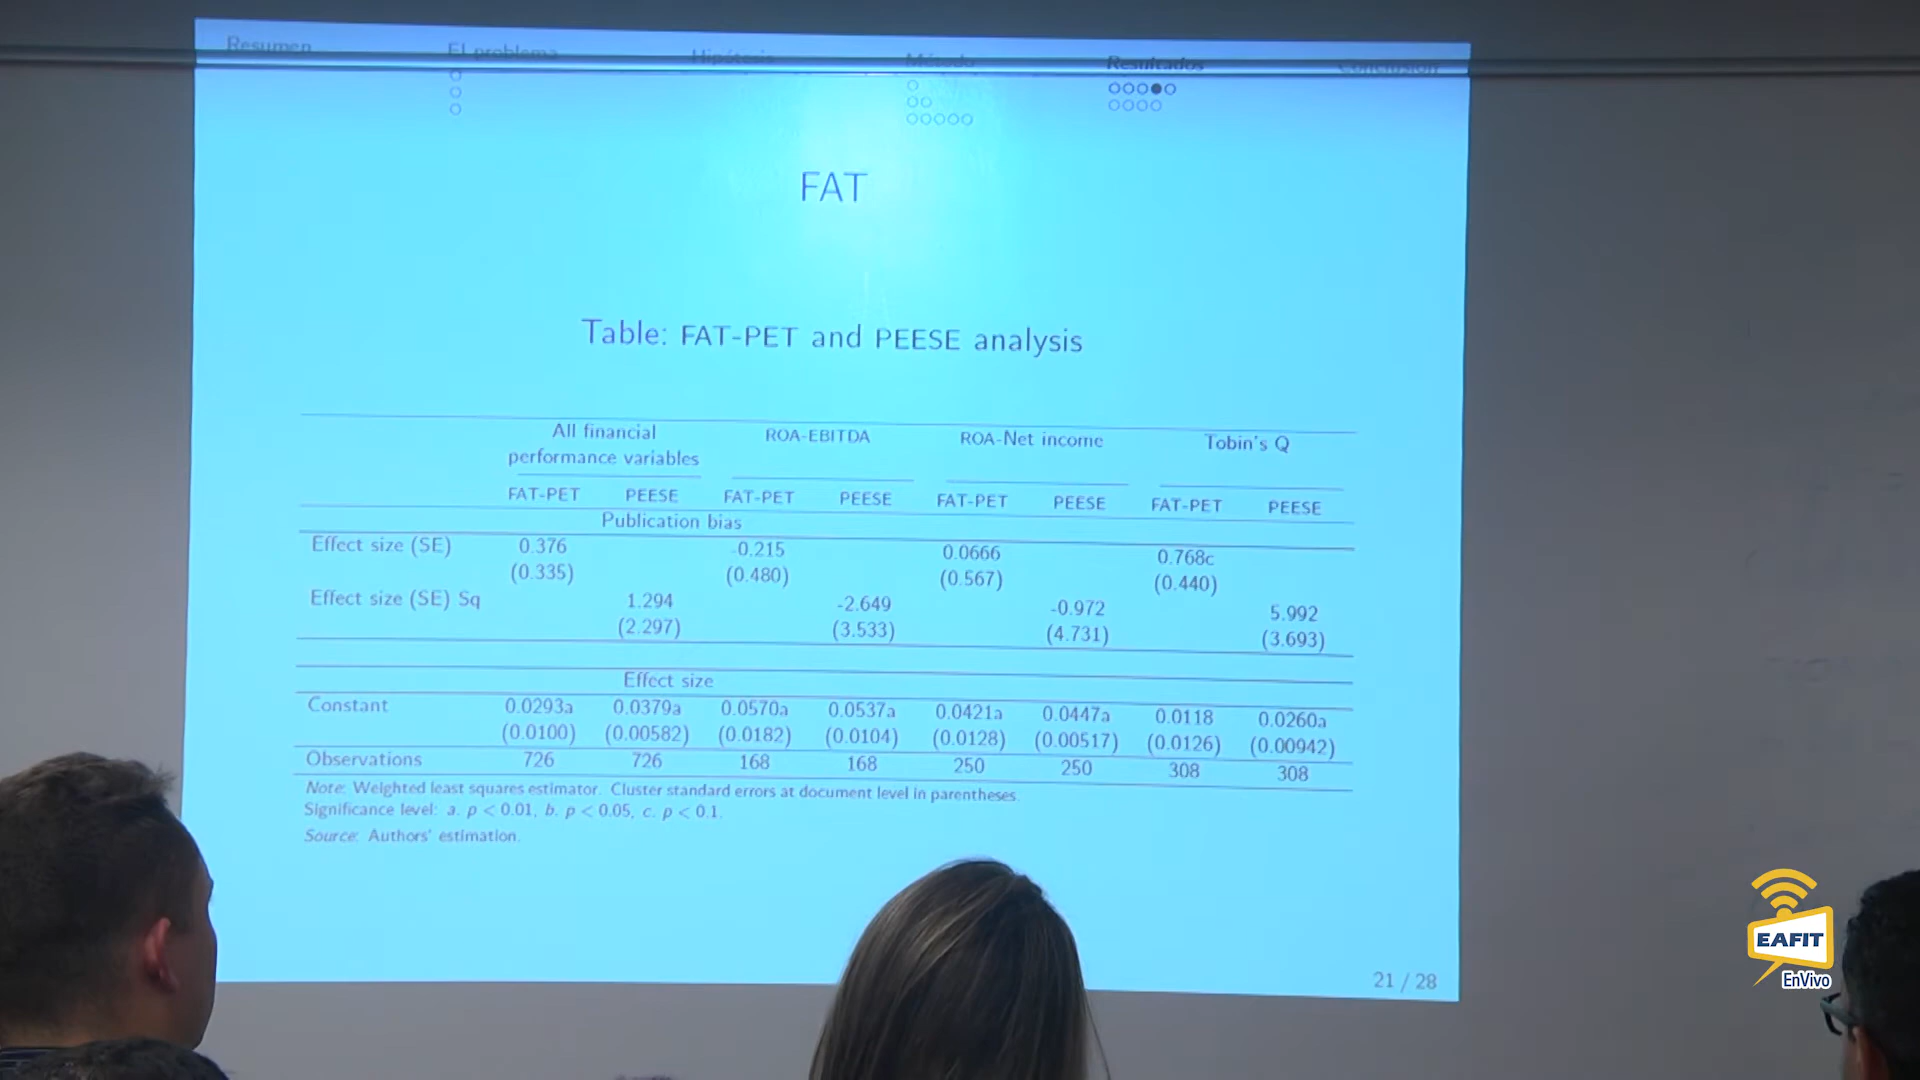 Resumen El problema Hipótesis Método Resultados Conclusión
FAT
Table: FAT-PET and PEESE analysis
All financial performance variables ROA-EBITDA ROA-Net income Tobin's Q
FAT-PET PEESE FAT-PET PEESE FAT-PET PEESE FAT-PET PEESE
Publication bias
Effect size (SE) 0.376 -0.215 0.0666 0.768c
(0.335) (0.480) (0.567) (0.440)
Effect size (SE) Sq 1.294 -2.649 -0.972 5.992
(2.297) (3.533) (4.731) (3.693)
Effect size
Constant 0.0293a 0.0379a 0.0570a 0.0537a 0.0421a 0.0447a 0.0118 0.0260a
(0.0100) (0.00582) (0.0182) (0.0104) (0.0128) (0.00517) (0.0126) (0.00942)
Observations 726 726 168 168 250 250 308 308
Note: Weighted least squares estimator. Cluster standard errors at document level in parentheses.
Significance level: a. p < 0.01, b. p < 0.05, c. p < 0.1.
Source: Authors' estimation.
21 / 28
EAFIT
EnVivo